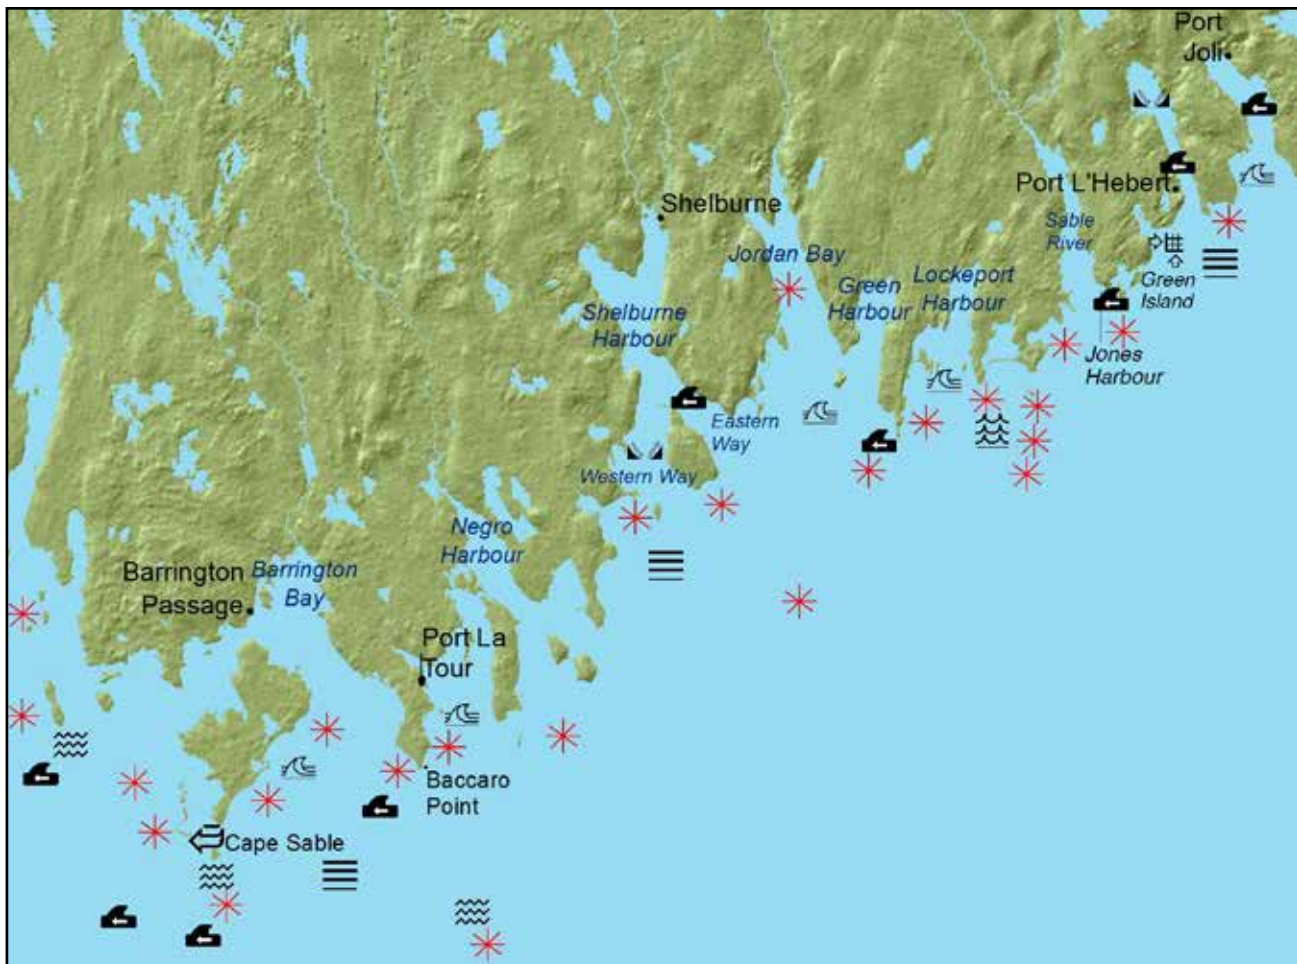 Port
Joli
Port L'Hebert
Shelburne
Sable
River
Jordan Bay
Lockeport
Harbour
Green
Harbour
Green
Island
Shelburne
Harbour
Jones
Harbour
Eastern
Way
Western Way
Negro
Harbour
Barrington
Passage
Barrington
Bay
Port La
Tour
Baccaro
Point
Cape Sable